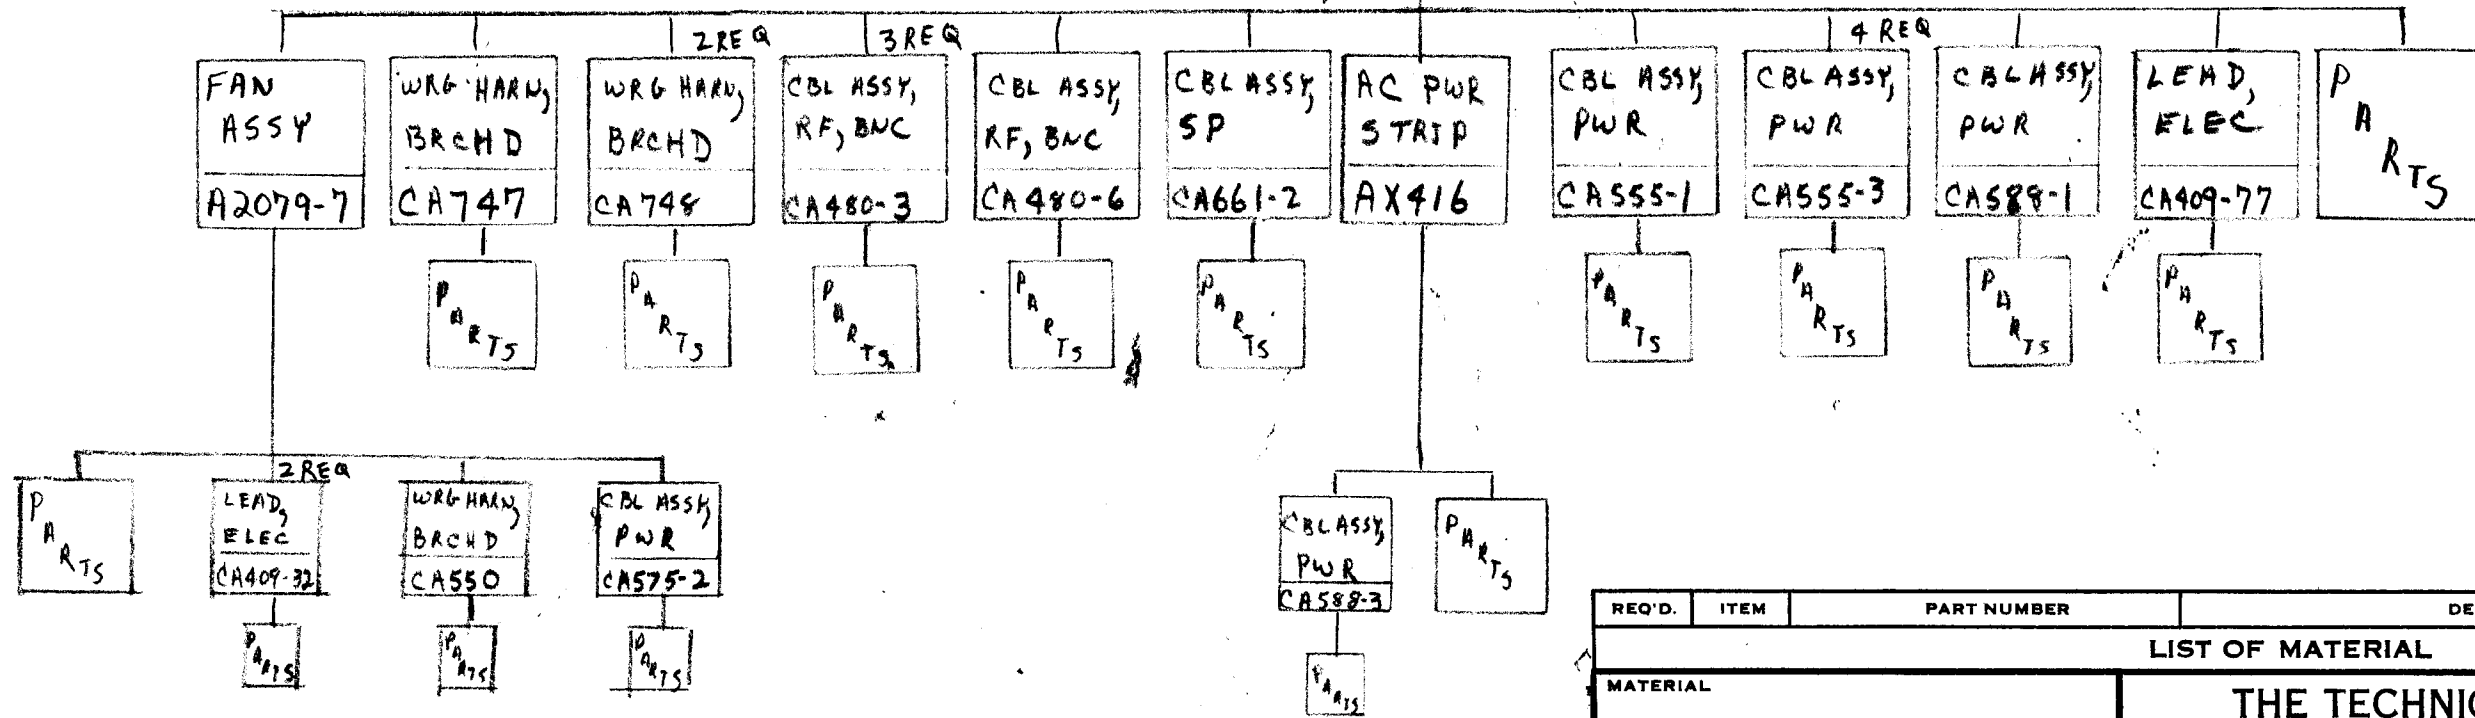 2 REQ
3 REQ
4 REQ
FAN
ASSY
A2079-7
WRG HARN,
BRCHD
CA747
WRG HARN,
BRCHD
CA748
CBL ASSY,
RF, BNC
CA480-3
CBL ASSY,
RF, BNC
CA480-6
CBL ASSY,
SP
CA661-2
AC PWR
STRIP
AX416
CBL ASSY,
PWR
CA555-1
CBL ASSY,
PWR
CA555-3
CBL ASSY,
PWR
CA588-1
LEAD,
ELEC
CA409-77
PARTS
PARTS
PARTS
PARTS
PARTS
PARTS
PARTS
PARTS
PARTS
PARTS
2 REQ
PARTS
LEAD,
ELEC
CA409-32
WRG HARN,
BRCHD
CA550
CBL ASSY,
PWR
CA575-2
CBL ASSY,
PWR
CA588-3
PARTS
PARTS
PARTS
PARTS
PARTS
REQ'D. ITEM PART NUMBER DE
LIST OF MATERIAL
MATERIAL
THE TECHNIC